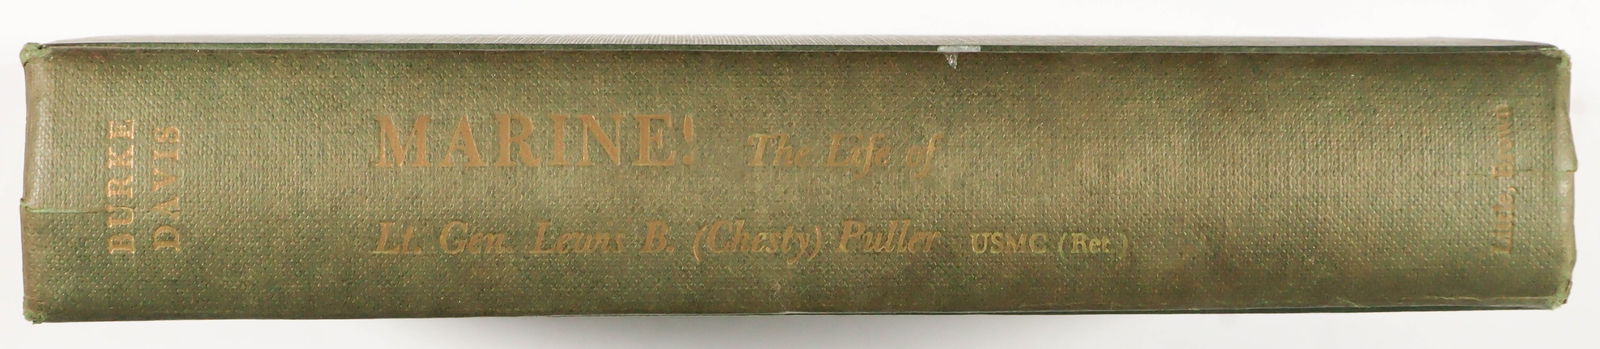 BURKE
DAVIS
MARINE! The Life of
Lt. Gen. Lewis B. (Chesty) Puller USMC (Ret.)
Little, Brown